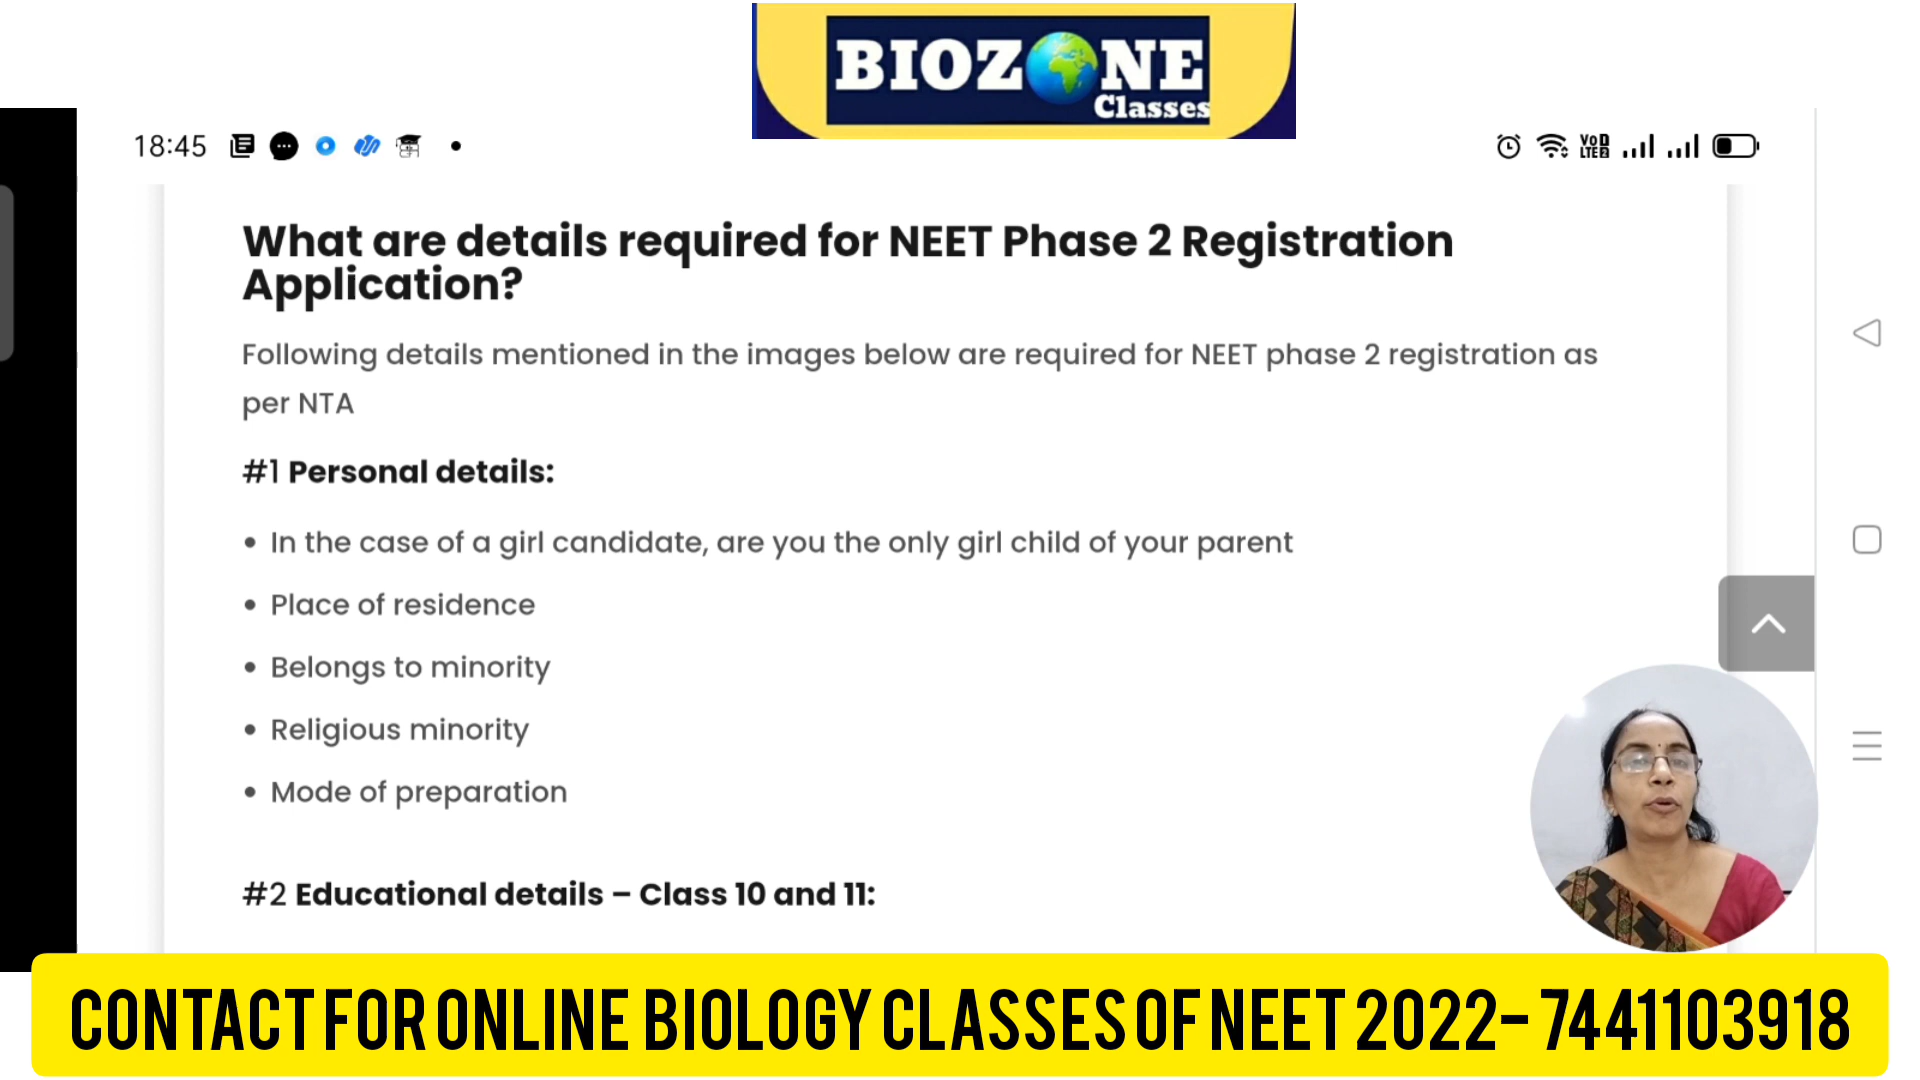 BIOZONE
Classes
18:45
VoD
LTE2
What are details required for NEET Phase 2 Registration
Application?
Following details mentioned in the images below are required for NEET phase 2 registration as
per NTA
#1 Personal details:
• In the case of a girl candidate, are you the only girl child of your parent
• Place of residence
• Belongs to minority
• Religious minority
• Mode of preparation
#2 Educational details – Class 10 and 11:
CONTACT FOR ONLINE BIOLOGY CLASSES OF NEET 2022- 7441103918